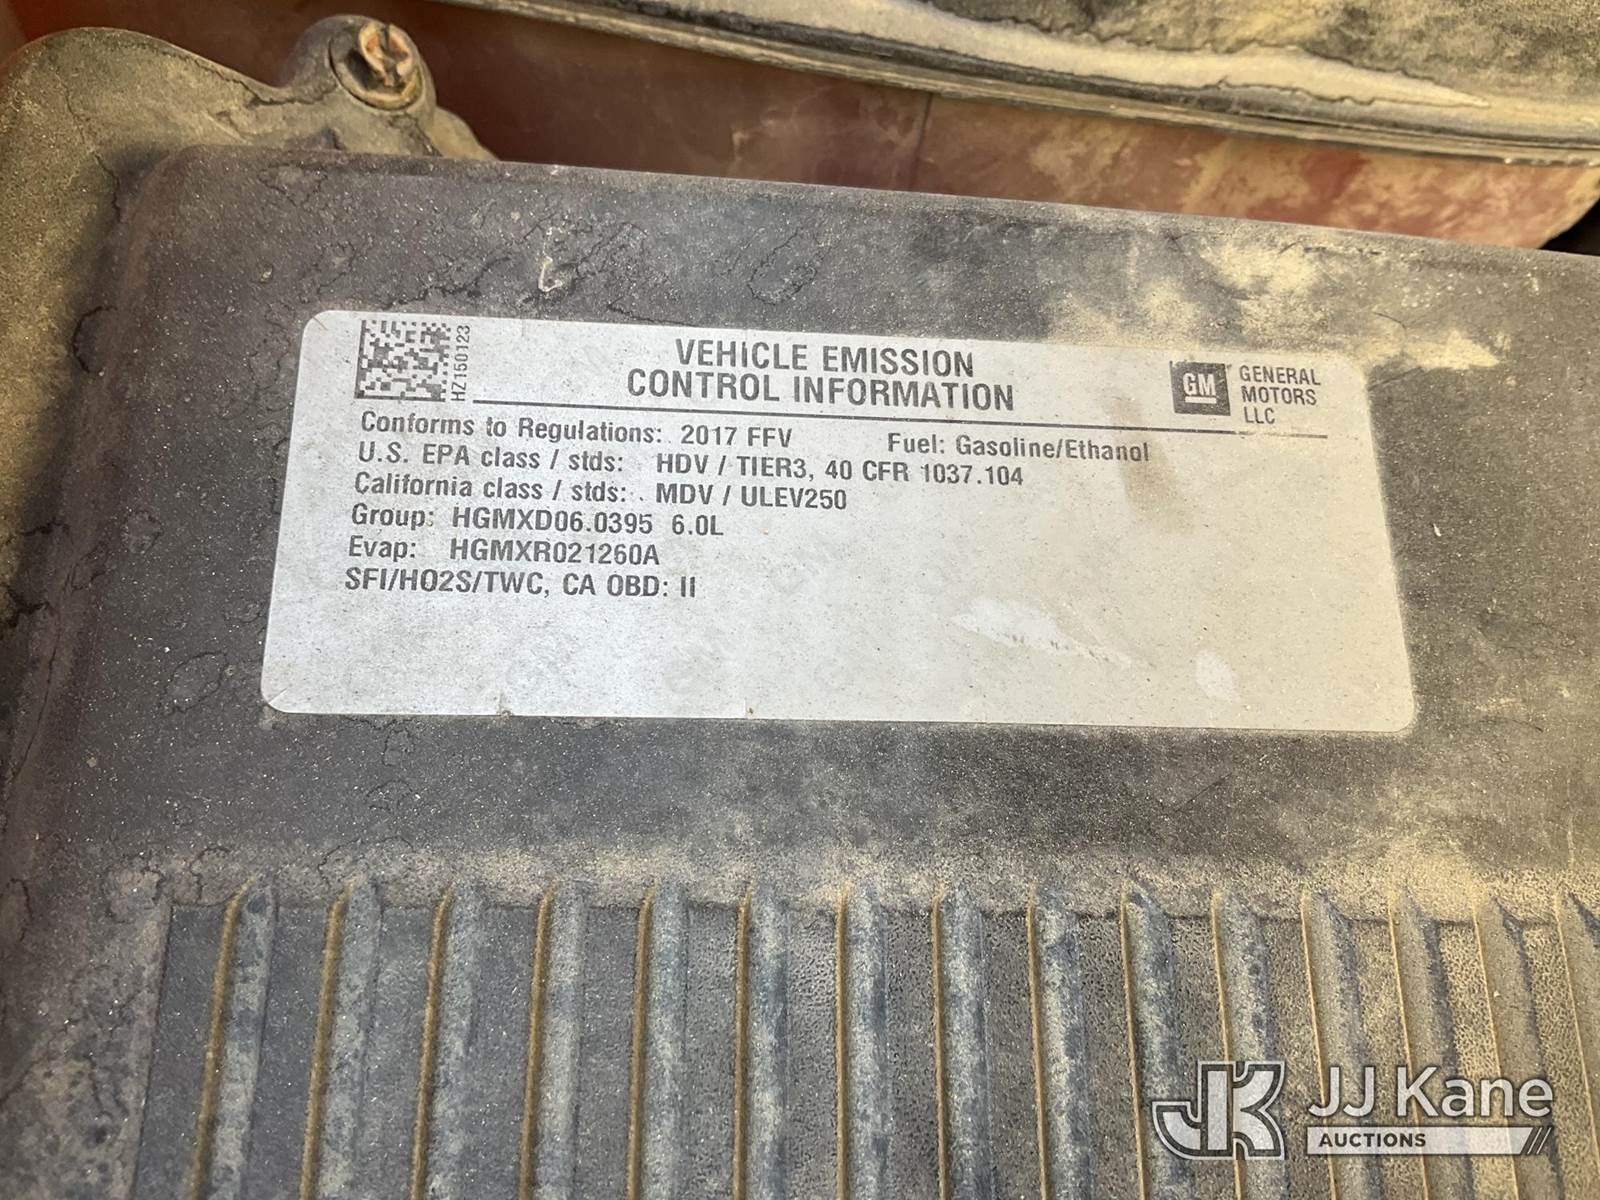 HZ150123
VEHICLE EMISSION
CONTROL INFORMATION
GM
GENERAL
MOTORS
LLC
Conforms to Regulations: 2017 FFV Fuel: Gasoline/Ethanol
U.S. EPA class / stds: HDV / TIER3, 40 CFR 1037.104
California class / stds: MDV / ULEV250
Group: HGMXD06.0395 6.0L
Evap: HGMXR021260A
SFI/HO2S/TWC, CA OBD: II
JK
JJ Kane
AUCTIONS